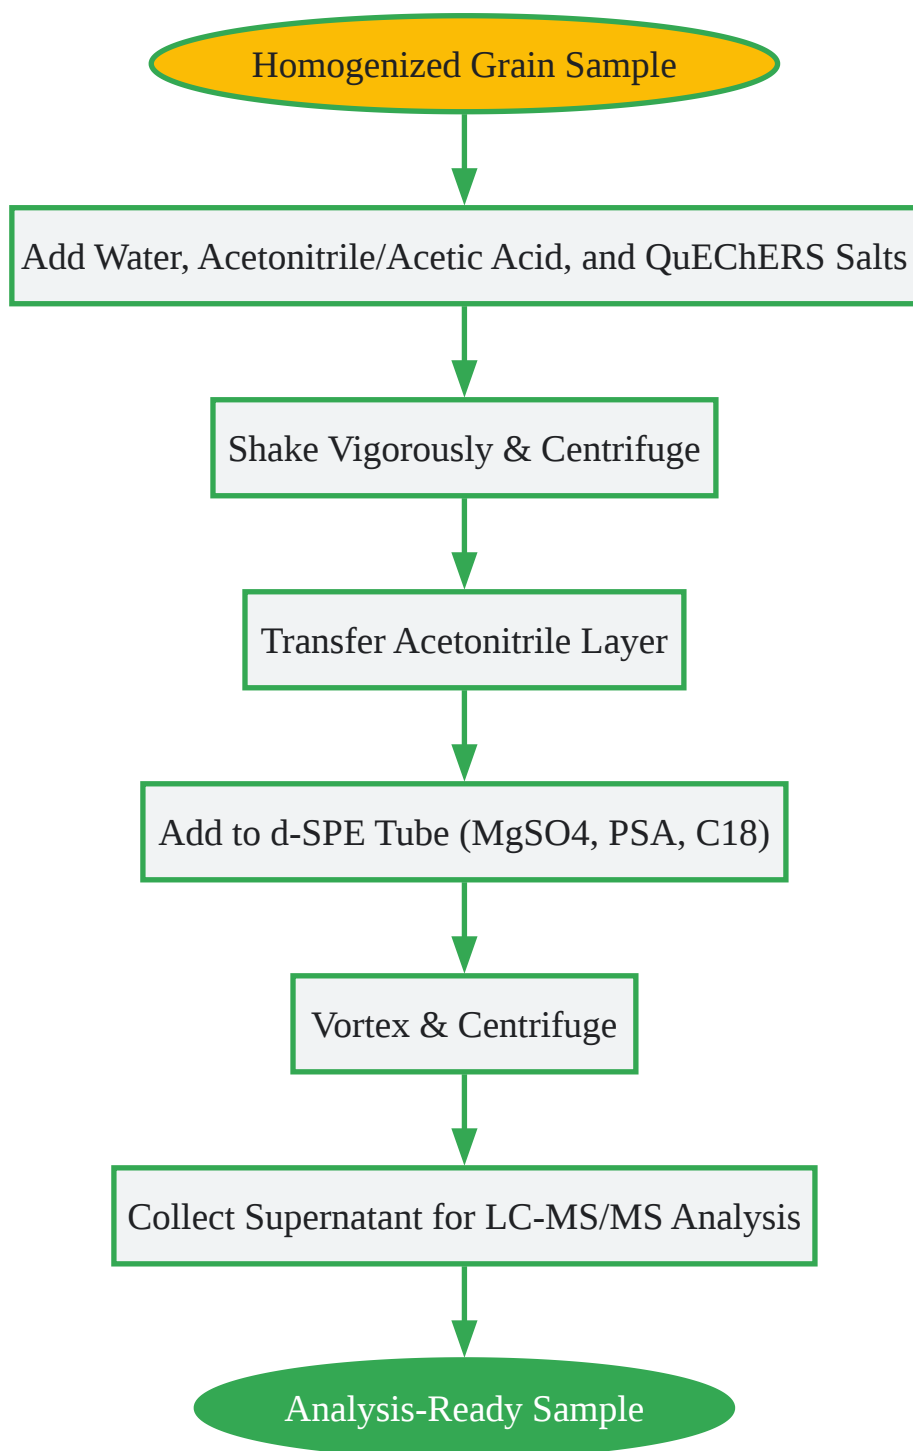 Homogenized Grain Sample
Add Water, Acetonitrile/Acetic Acid, and QuEChERS Salts
Shake Vigorously & Centrifuge
Transfer Acetonitrile Layer
Add to d-SPE Tube (MgSO4, PSA, C18)
Vortex & Centrifuge
Collect Supernatant for LC-MS/MS Analysis
Analysis-Ready Sample